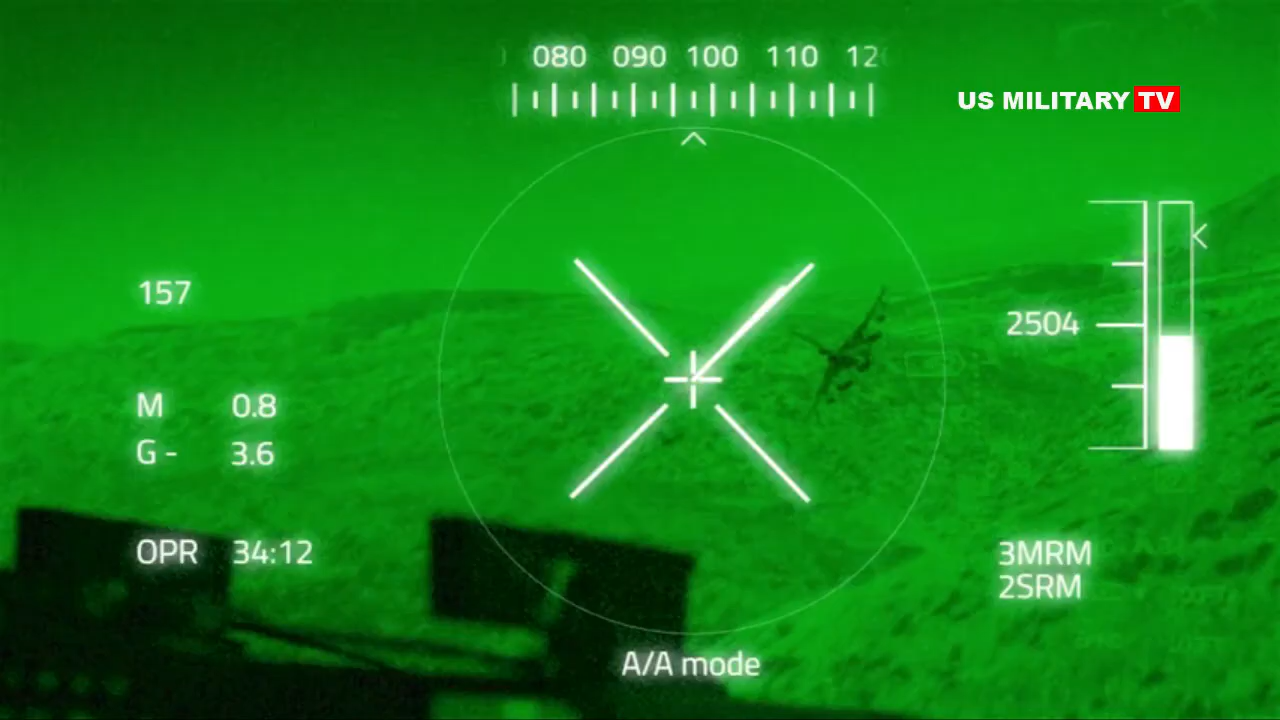 080 090 100 110 12
US MILITARY TV
157
2504
M 0.8
G - 3.6
OPR 34:12
3MRM
2SRM
A/A mode